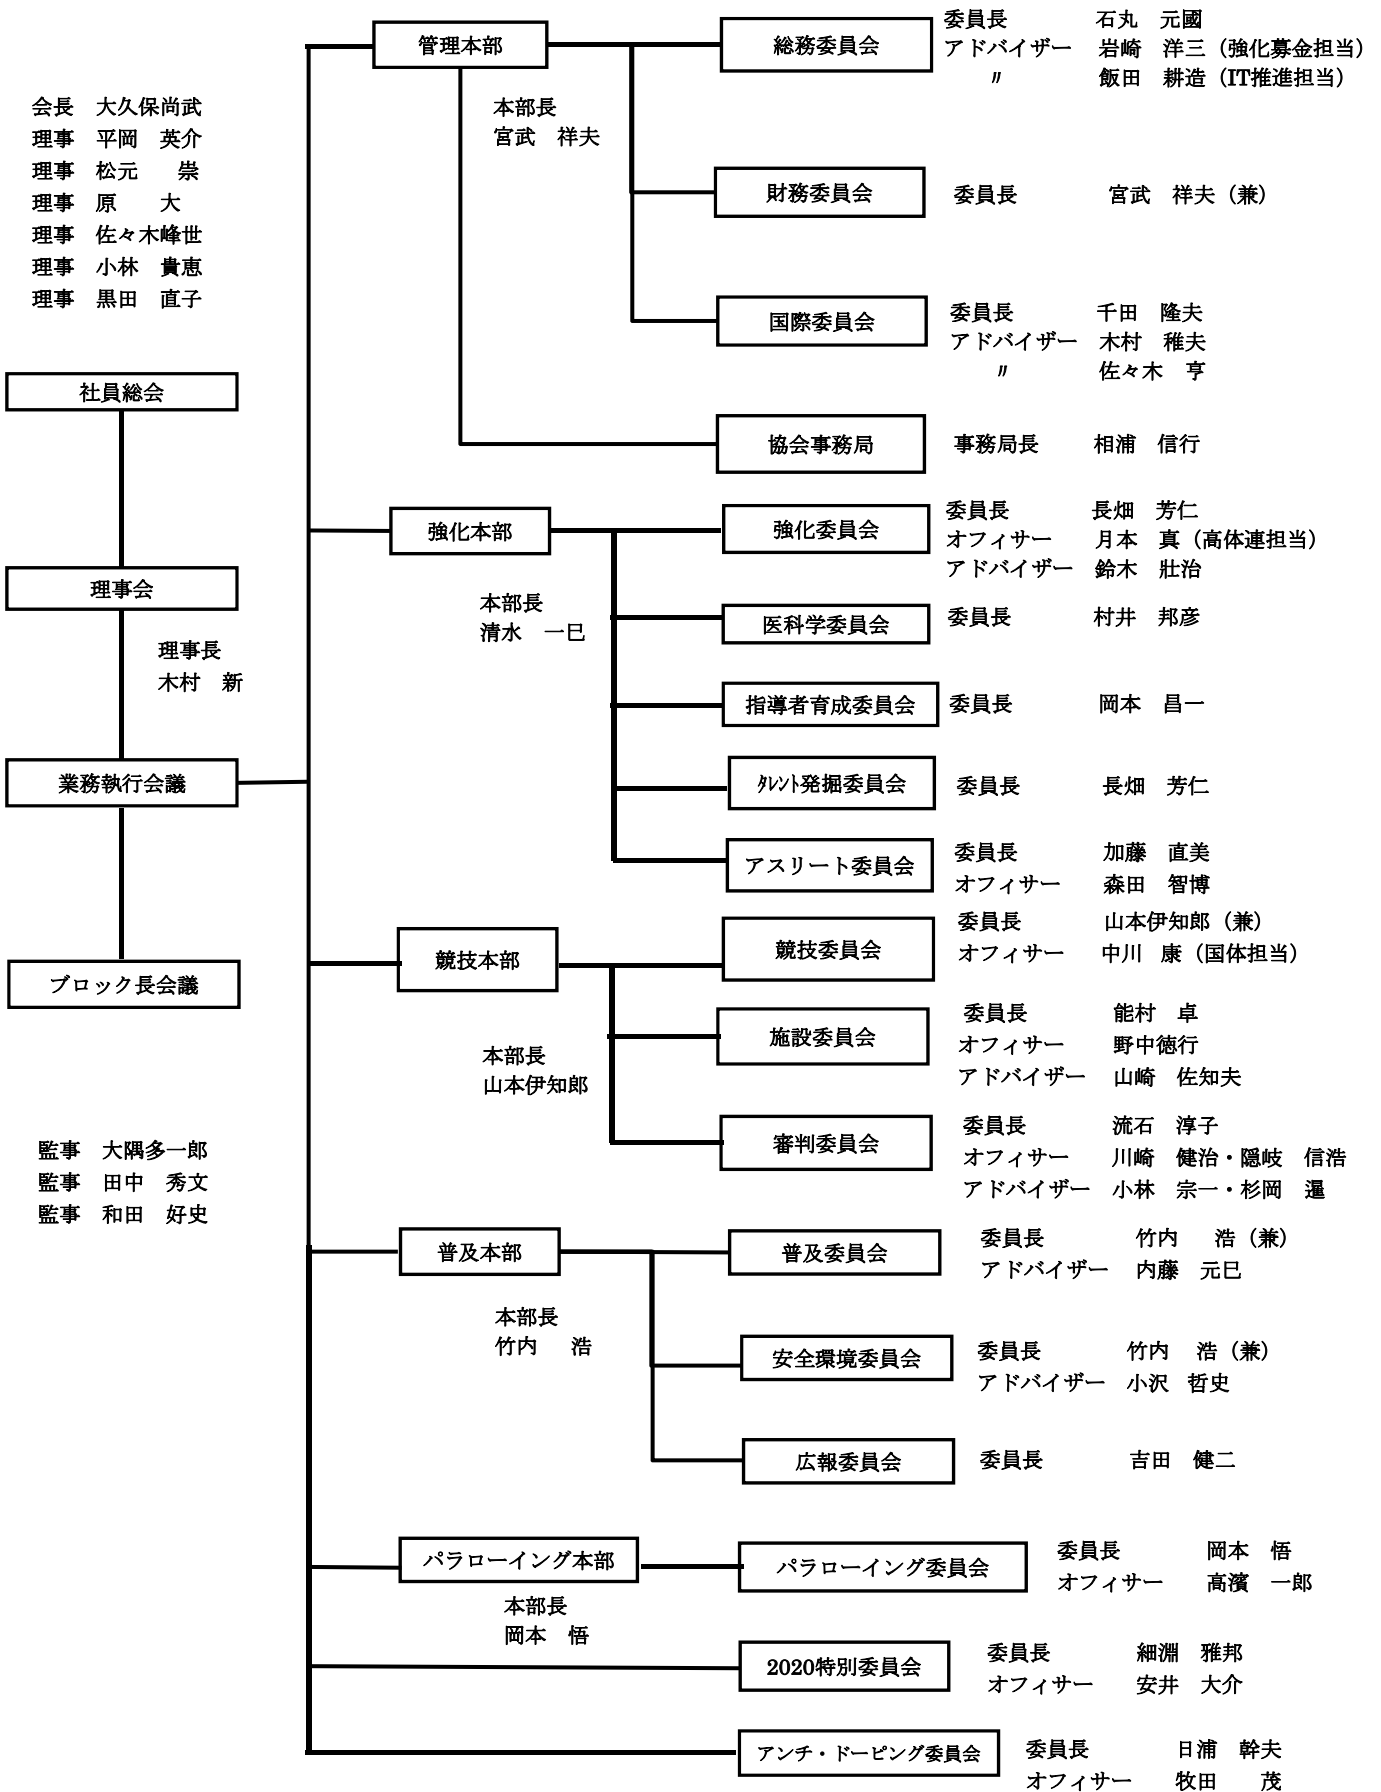 会長　大久保尚武
理事　平岡　英介
理事　松元　崇
理事　原　大
理事　佐々木峰世
理事　小林　貴恵
理事　黒田　直子
社員総会
理事会
理事長
木村　新
業務執行会議
ブロック長会議
監事　大隅多一郎
監事　田中　秀文
監事　和田　好史
管理本部
本部長
宮武　祥夫
総務委員会
委員長　石丸　元國
アドバイザー　岩崎　洋三（強化募金担当）
〃　飯田　耕造（IT推進担当）
財務委員会
委員長　宮武　祥夫（兼）
国際委員会
委員長　千田　隆夫
アドバイザー　木村　稚夫
〃　佐々木　亨
協会事務局
事務局長　相浦　信行
強化本部
本部長
清水　一巳
強化委員会
委員長　長畑　芳仁
オフィサー　月本　真（高体連担当）
アドバイザー　鈴木　壯治
医科学委員会
委員長　村井　邦彦
指導者育成委員会
委員長　岡本　昌一
ﾀﾚﾝﾄ発掘委員会
委員長　長畑　芳仁
アスリート委員会
委員長　加藤　直美
オフィサー　森田　智博
競技本部
本部長
山本伊知郎
競技委員会
委員長　山本伊知郎（兼）
オフィサー　中川　康（国体担当）
施設委員会
委員長　能村　卓
オフィサー　野中徳行
アドバイザー　山崎　佐知夫
審判委員会
委員長　流石　淳子
オフィサー　川崎　健治・隠岐　信浩
アドバイザー　小林　宗一・杉岡　暹
普及本部
本部長
竹内　浩
普及委員会
委員長　竹内　浩（兼）
アドバイザー　内藤　元巳
安全環境委員会
委員長　竹内　浩（兼）
アドバイザー　小沢　哲史
広報委員会
委員長　吉田　健二
パラローイング本部
本部長
岡本　悟
パラローイング委員会
委員長　岡本　悟
オフィサー　高濱　一郎
2020特別委員会
委員長　細淵　雅邦
オフィサー　安井　大介
アンチ・ドーピング委員会
委員長　日浦　幹夫
オフィサー　牧田　茂